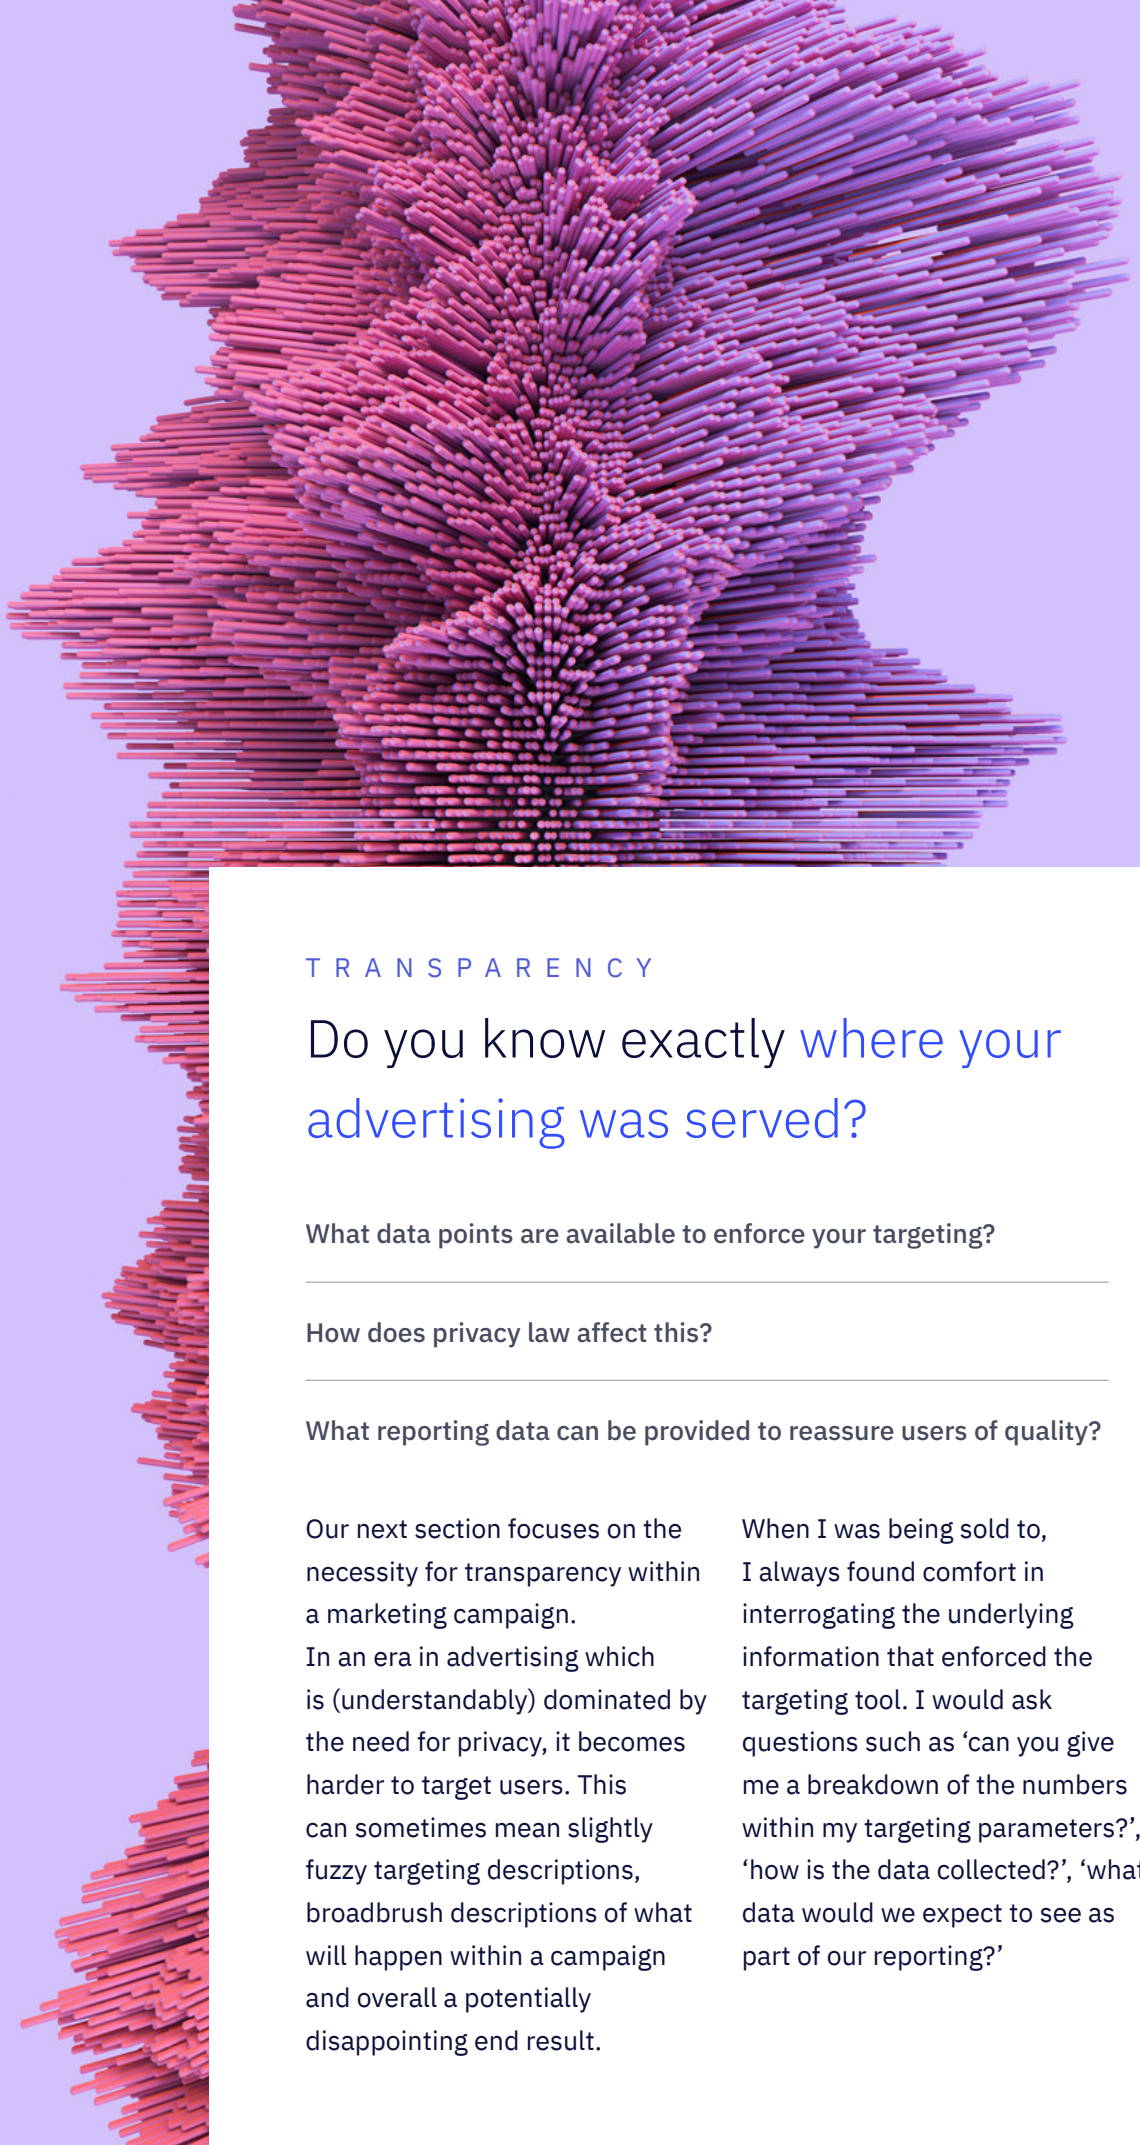 TRANSPARENCY
Do you know exactly where your
advertising was served?
What data points are available to enforce your targeting?
How does privacy law affect this?
What reporting data can be provided to reassure users of quality?
Our next section focuses on the
necessity for transparency within
a marketing campaign.
In an era in advertising which
is (understandably) dominated by
the need for privacy, it becomes
harder to target users. This
can sometimes mean slightly
fuzzy targeting descriptions,
broadbrush descriptions of what
will happen within a campaign
and overall a potentially
disappointing end result.
When I was being sold to,
I always found comfort in
interrogating the underlying
information that enforced the
targeting tool. I would ask
questions such as ‘can you give
me a breakdown of the numbers
within my targeting parameters?’,
‘how is the data collected?’, ‘what
data would we expect to see as
part of our reporting?’